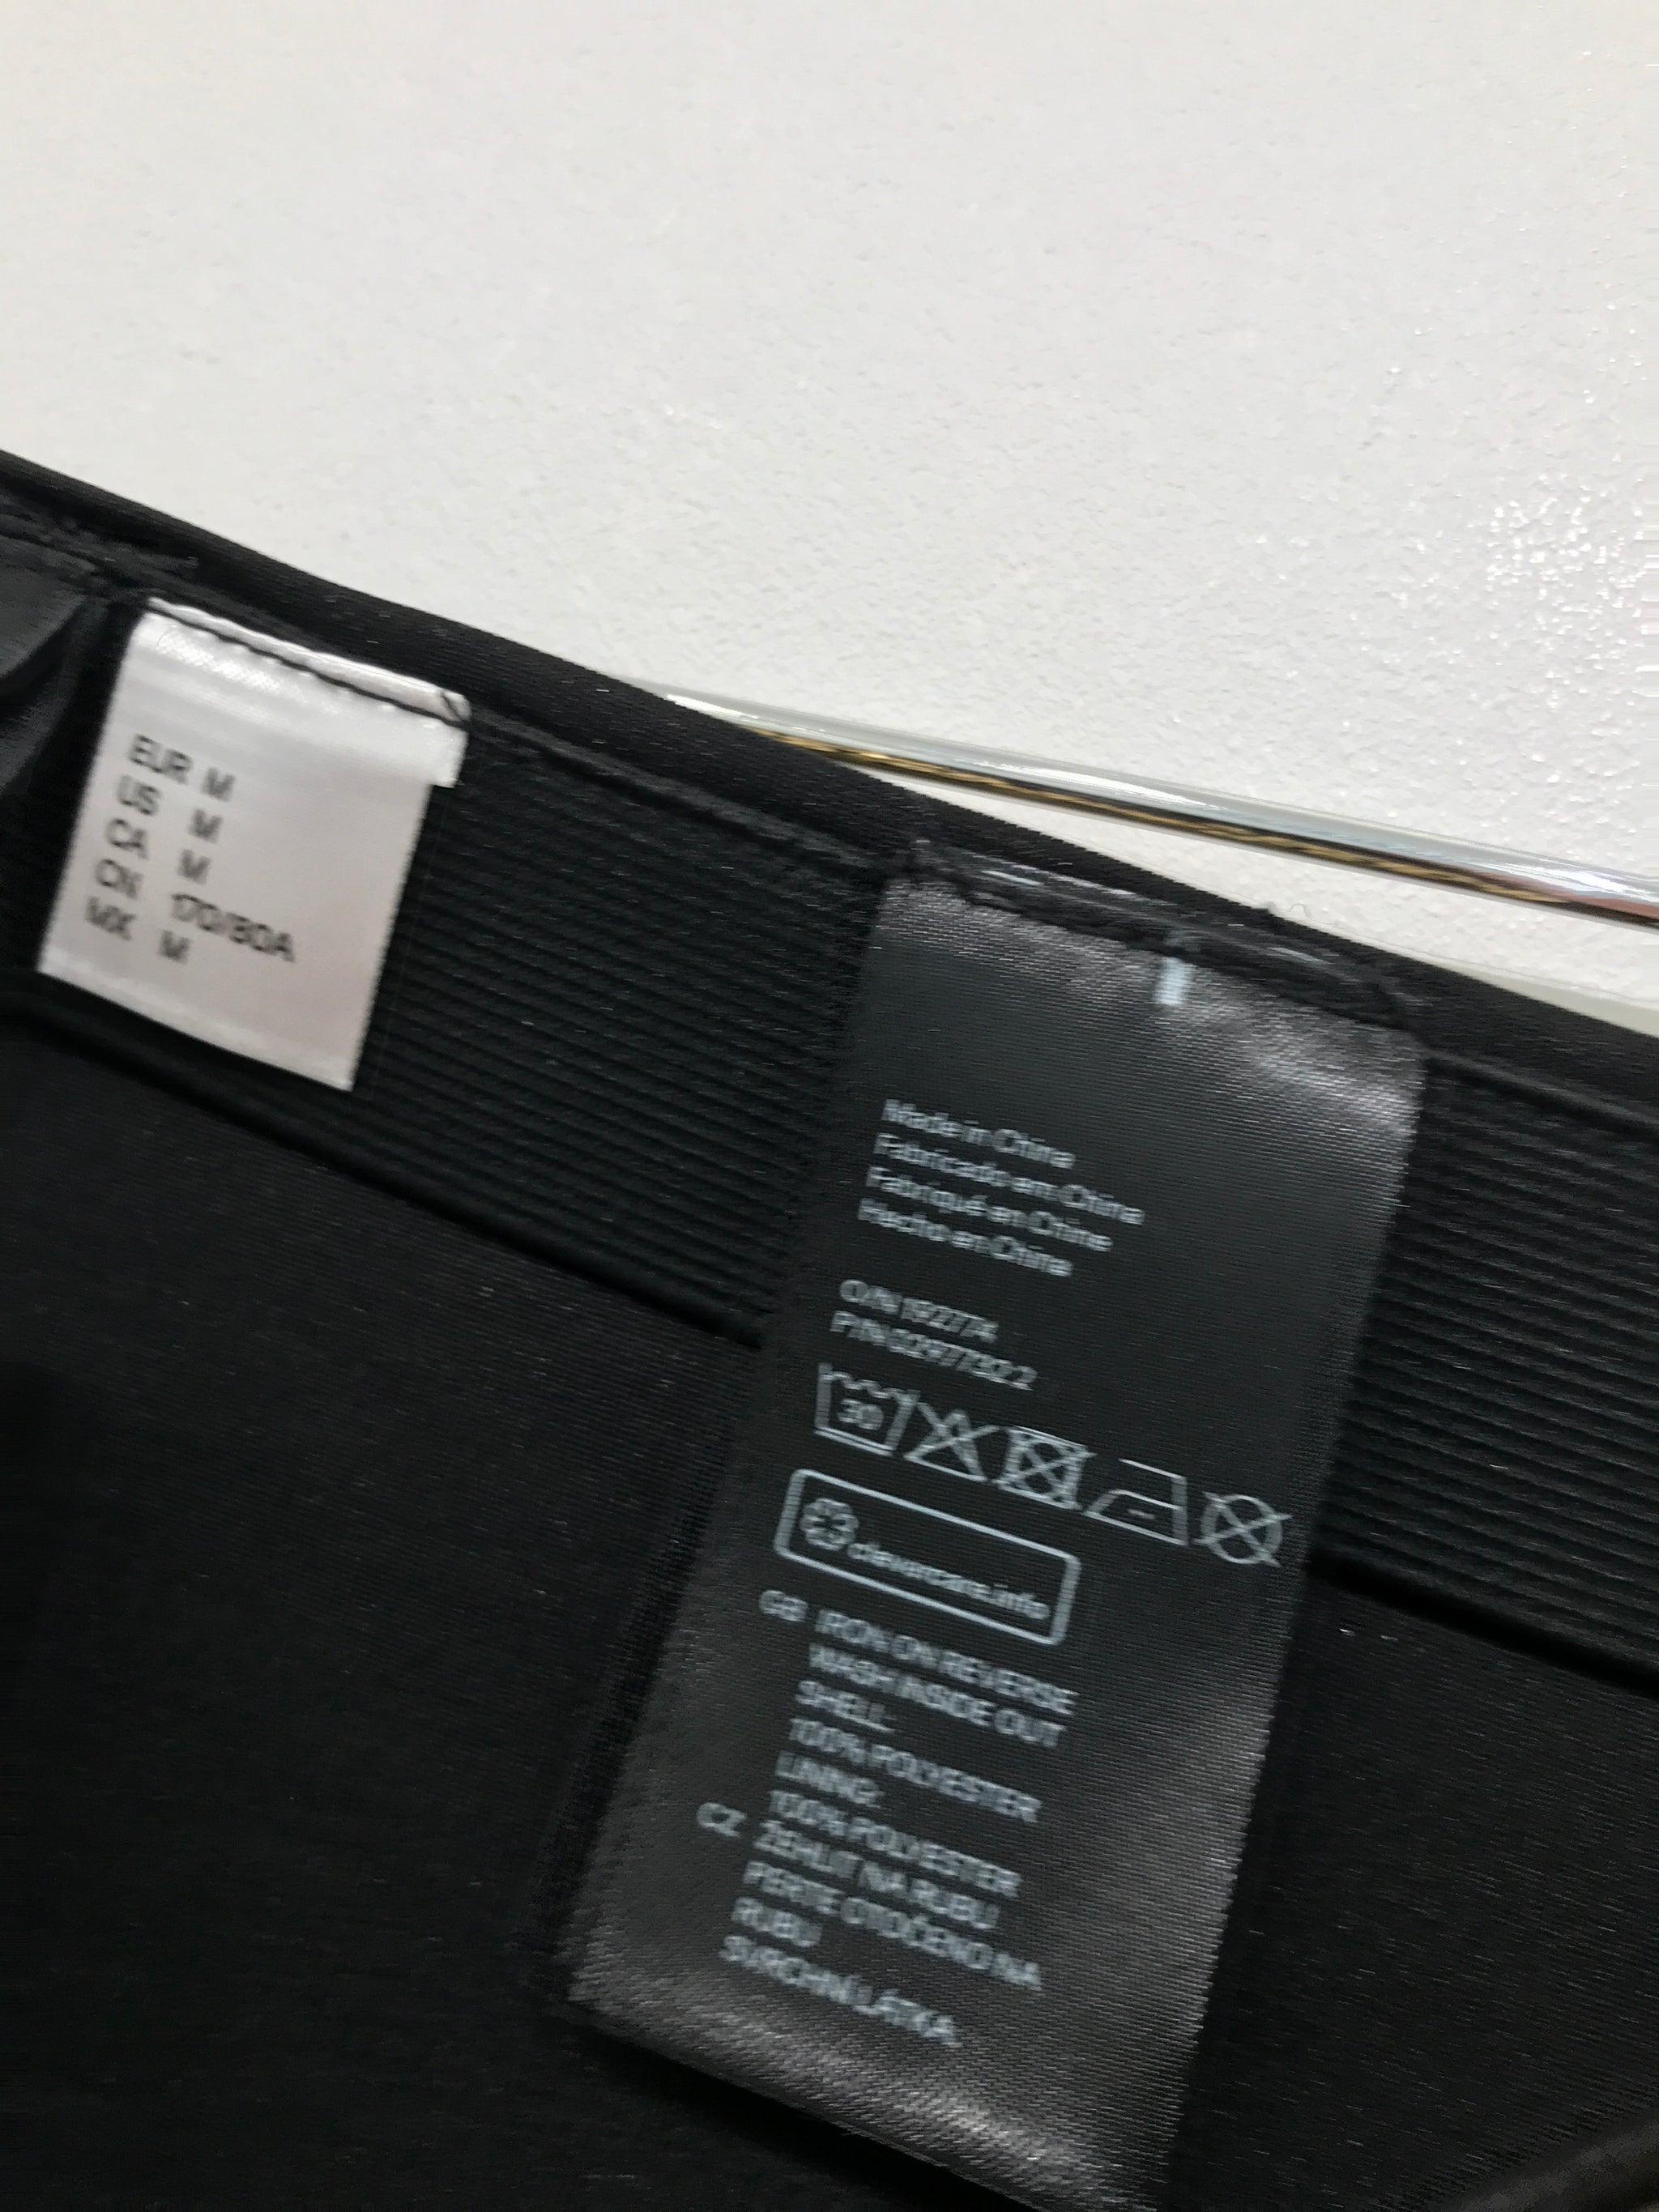 EUR M
US M
CA M
CN 170/80A
MX M
Made in China
Fabricado em China
Fabriqué en Chine
Hecho en China
O/N 192774
P/N
30
clevercare.info
GB IRON ON REVERSE
WASH INSIDE OUT
SHELL:
100% POLYESTER
LINING:
100% POLYESTER
CZ ŽEHLIT NA RUBU
PERTE OTOČENO NA
RUBU
SVRCHNÍ LÁTKA